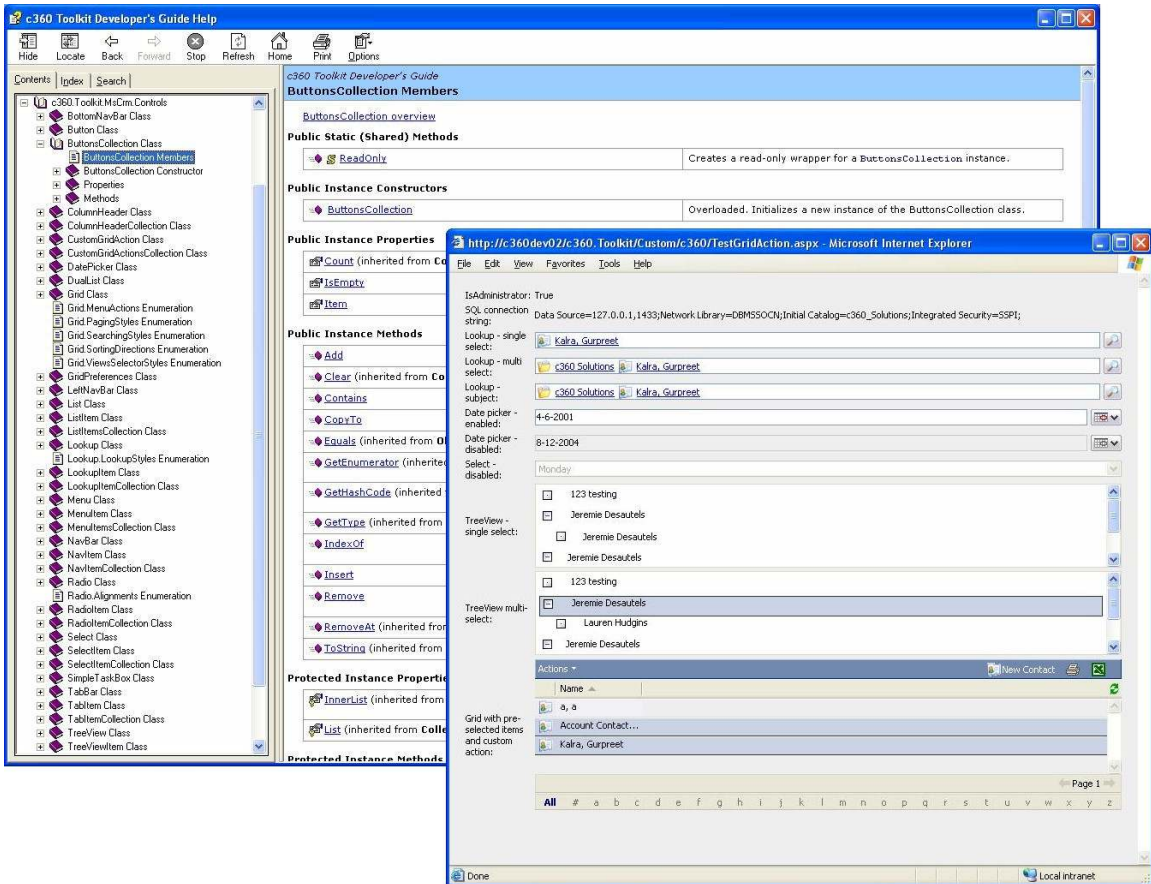 c360 Toolkit Developer's Guide Help
Hide Locate Back Forward Stop Refresh Home Print Options
Contents Index Search
c360.Toolkit.MsCrm.Controls
BottomNavBar Class
Button Class
ButtonsCollection Class
ButtonsCollection Members
ButtonsCollection Constructor
Properties
Methods
ColumnHeader Class
ColumnHeaderCollection Class
CustomGridAction Class
CustomGridActionsCollection Class
DatePicker Class
DualList Class
Grid Class
Grid.MenuActions Enumeration
Grid.PagingStyles Enumeration
Grid.SearchingStyles Enumeration
Grid.SortingDirections Enumeration
Grid.ViewsSelectorStyles Enumeration
GridPreferences Class
LeftNavBar Class
List Class
ListItem Class
ListItemsCollection Class
Lookup Class
Lookup.LookupStyles Enumeration
LookupItem Class
LookupItemCollection Class
Menu Class
MenuItem Class
MenuItemsCollection Class
NavBar Class
NavItem Class
NavItemCollection Class
Radio Class
Radio.Alignments Enumeration
RadioItem Class
RadioItemCollection Class
Select Class
SelectItem Class
SelectItemCollection Class
SimpleTaskBox Class
TabBar Class
TabItem Class
TabItemCollection Class
TreeView Class
TreeViewItem Class
c360 Toolkit Developer's Guide
ButtonsCollection Members
ButtonsCollection overview
Public Static (Shared) Methods
ReadOnly Creates a read-only wrapper for a ButtonsCollection instance.
Public Instance Constructors
ButtonsCollection Overloaded. Initializes a new instance of the ButtonsCollection class.
Public Instance Properties
Count (inherited from Co
IsEmpty
Item
Public Instance Methods
Add
Clear (inherited from Co
Contains
CopyTo
Equals (inherited from Ob
GetEnumerator (inherited
GetHashCode (inherited
GetType (inherited from
IndexOf
Insert
Remove
RemoveAt (inherited from
ToString (inherited from
Protected Instance Propertie
InnerList (inherited from
List (inherited from Colle
Protected Instance Methods
http://c360dev02/c360.Toolkit/Custom/c360/TestGridAction.aspx - Microsoft Internet Explorer
File Edit View Favorites Tools Help
IsAdministrator: True
SQL connection string: Data Source=127.0.0.1,1433;Network Library=DBMSSOCN;Initial Catalog=c360_Solutions;Integrated Security=SSPI;
Lookup - single select: Kalra, Gurpreet
Lookup - multi select: c360 Solutions Kalra, Gurpreet
Lookup - subject: c360 Solutions Kalra, Gurpreet
Date picker - enabled: 4-6-2001
Date picker - disabled: 8-12-2004
Select - disabled: Monday
TreeView - single select:
123 testing
Jeremie Desautels
Jeremie Desautels
Jeremie Desautels
TreeView multi-select:
123 testing
Jeremie Desautels
Lauren Hudgins
Jeremie Desautels
Actions New Contact
Name
Grid with pre-selected items and custom action:
a, a
Account Contact...
Kalra, Gurpreet
Page 1
All # a b c d e f g h i j k l m n o p q r s t u v w x y z
Done Local intranet